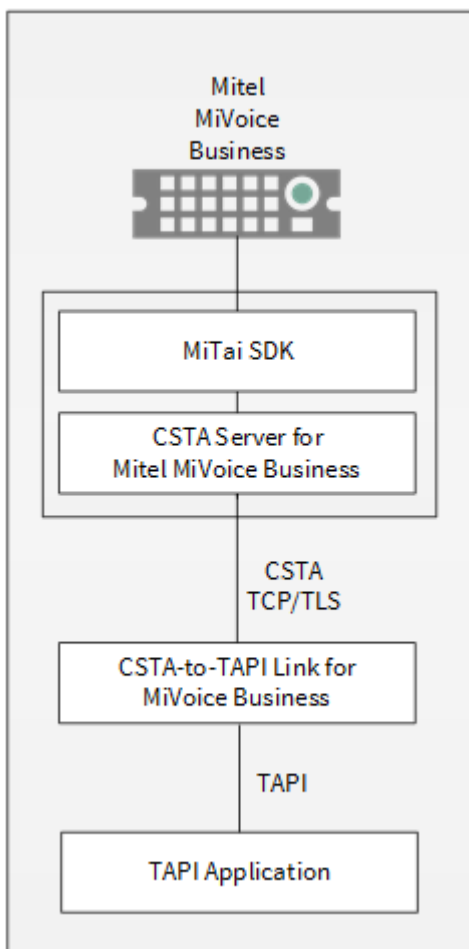 Mitel
MiVoice
Business
MiTai SDK
CSTA Server for
Mitel MiVoice Business
CSTA
TCP/TLS
CSTA-to-TAPI Link for
MiVoice Business
TAPI
TAPI Application